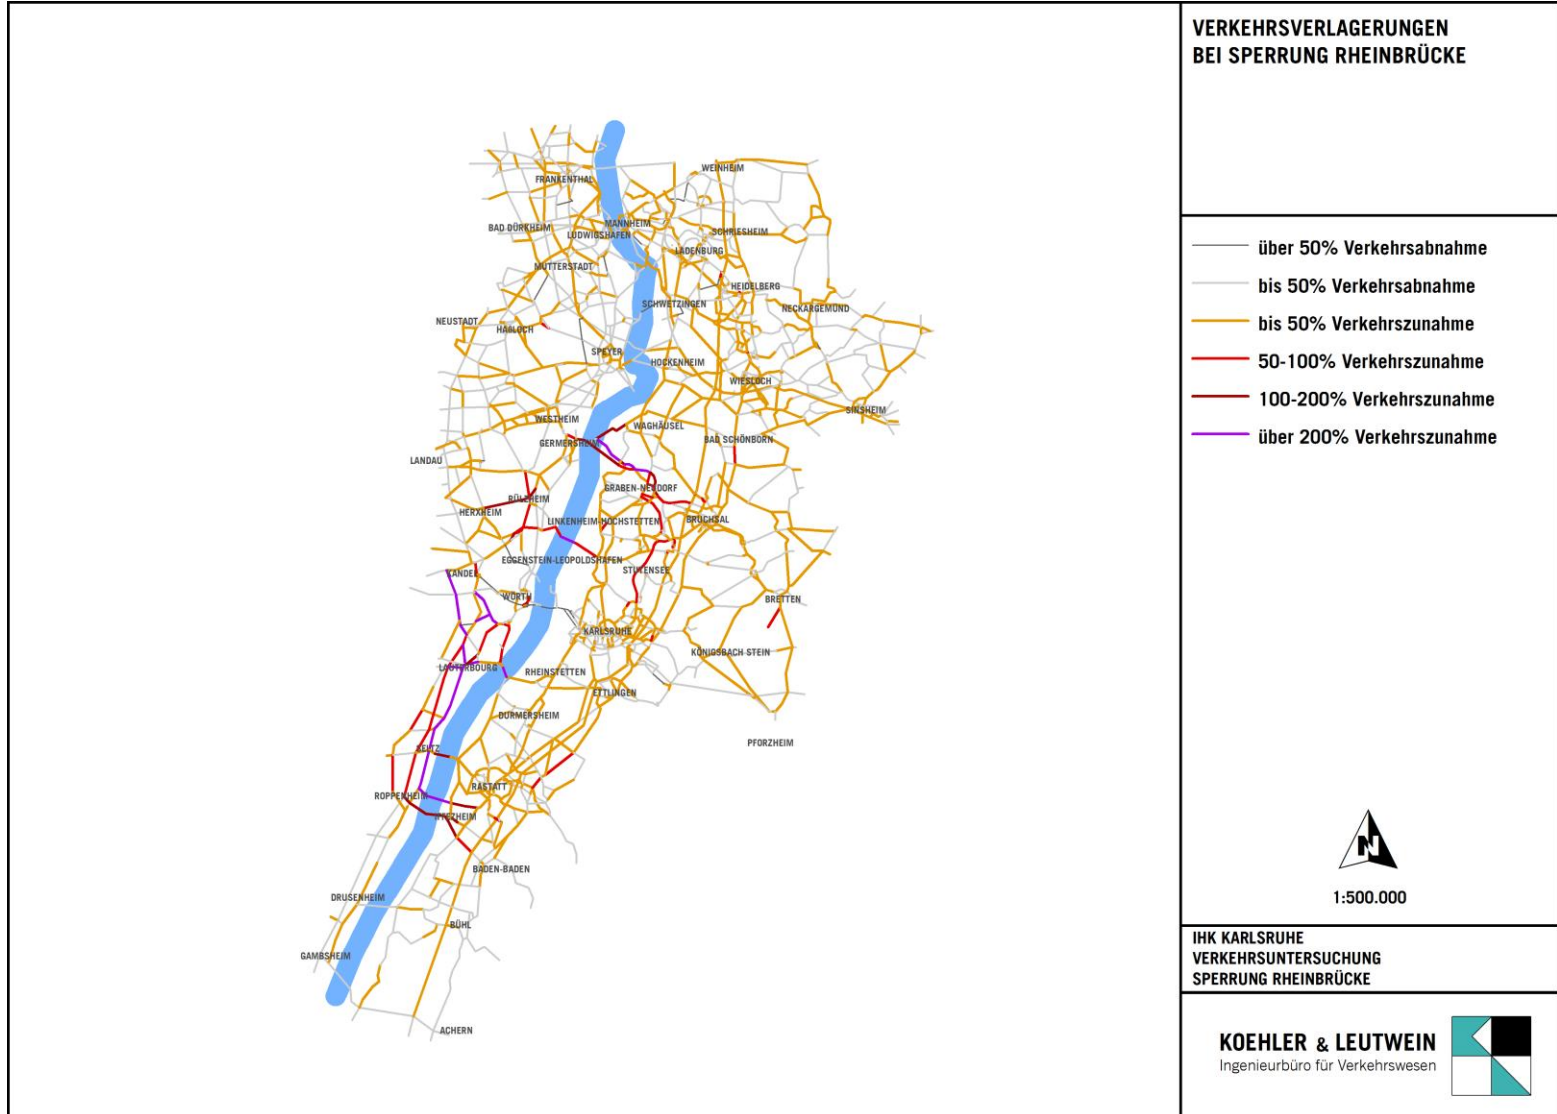 VERKEHRSVERLAGERUNGEN
BEI SPERRUNG RHEINBRÜCKE
über 50% Verkehrsabnahme
bis 50% Verkehrsabnahme
bis 50% Verkehrszunahme
50-100% Verkehrszunahme
100-200% Verkehrszunahme
über 200% Verkehrszunahme
N
1:500.000
IHK KARLSRUHE
VERKEHRSUNTERSUCHUNG
SPERRUNG RHEINBRÜCKE
KOEHLER & LEUTWEIN
Ingenieurbüro für Verkehrswesen
WEINHEIM
FRANKENTHAL
MANNHEIM
BAD DÜRKHEIM
LUDWIGSHAFEN
SCHRIESHEIM
LADENBURG
MUTTERSTADT
HEIDELBERG
SCHWETZINGEN
NECKARGEMÜND
NEUSTADT
HASLOCH
SPEYER
HOCKENHEIM
WIESLOCH
SINSHEIM
WESTHEIM
WAGHÄUSEL
GERMERSHEIM
BAD SCHÖNBORN
LANDAU
GRABEN-NEUDORF
RÜLZHEIM
HERXHEIM
LINKENHEIM-HOCHSTETTEN
BRUCHSAL
EGGENSTEIN-LEOPOLDSHAFEN
KANDEL
STUTENSEE
WÖRTH
BRETTEN
KARLSRUHE
KÖNIGSBACH-STEIN
LAUTERBOURG
RHEINSTETTEN
ETTLINGEN
DURMERSHEIM
PFORZHEIM
SELTZ
RASTATT
ROPPENHEIM
IFFEZHEIM
BADEN-BADEN
DRUSENHEIM
BÜHL
GAMBSHEIM
ACHERN